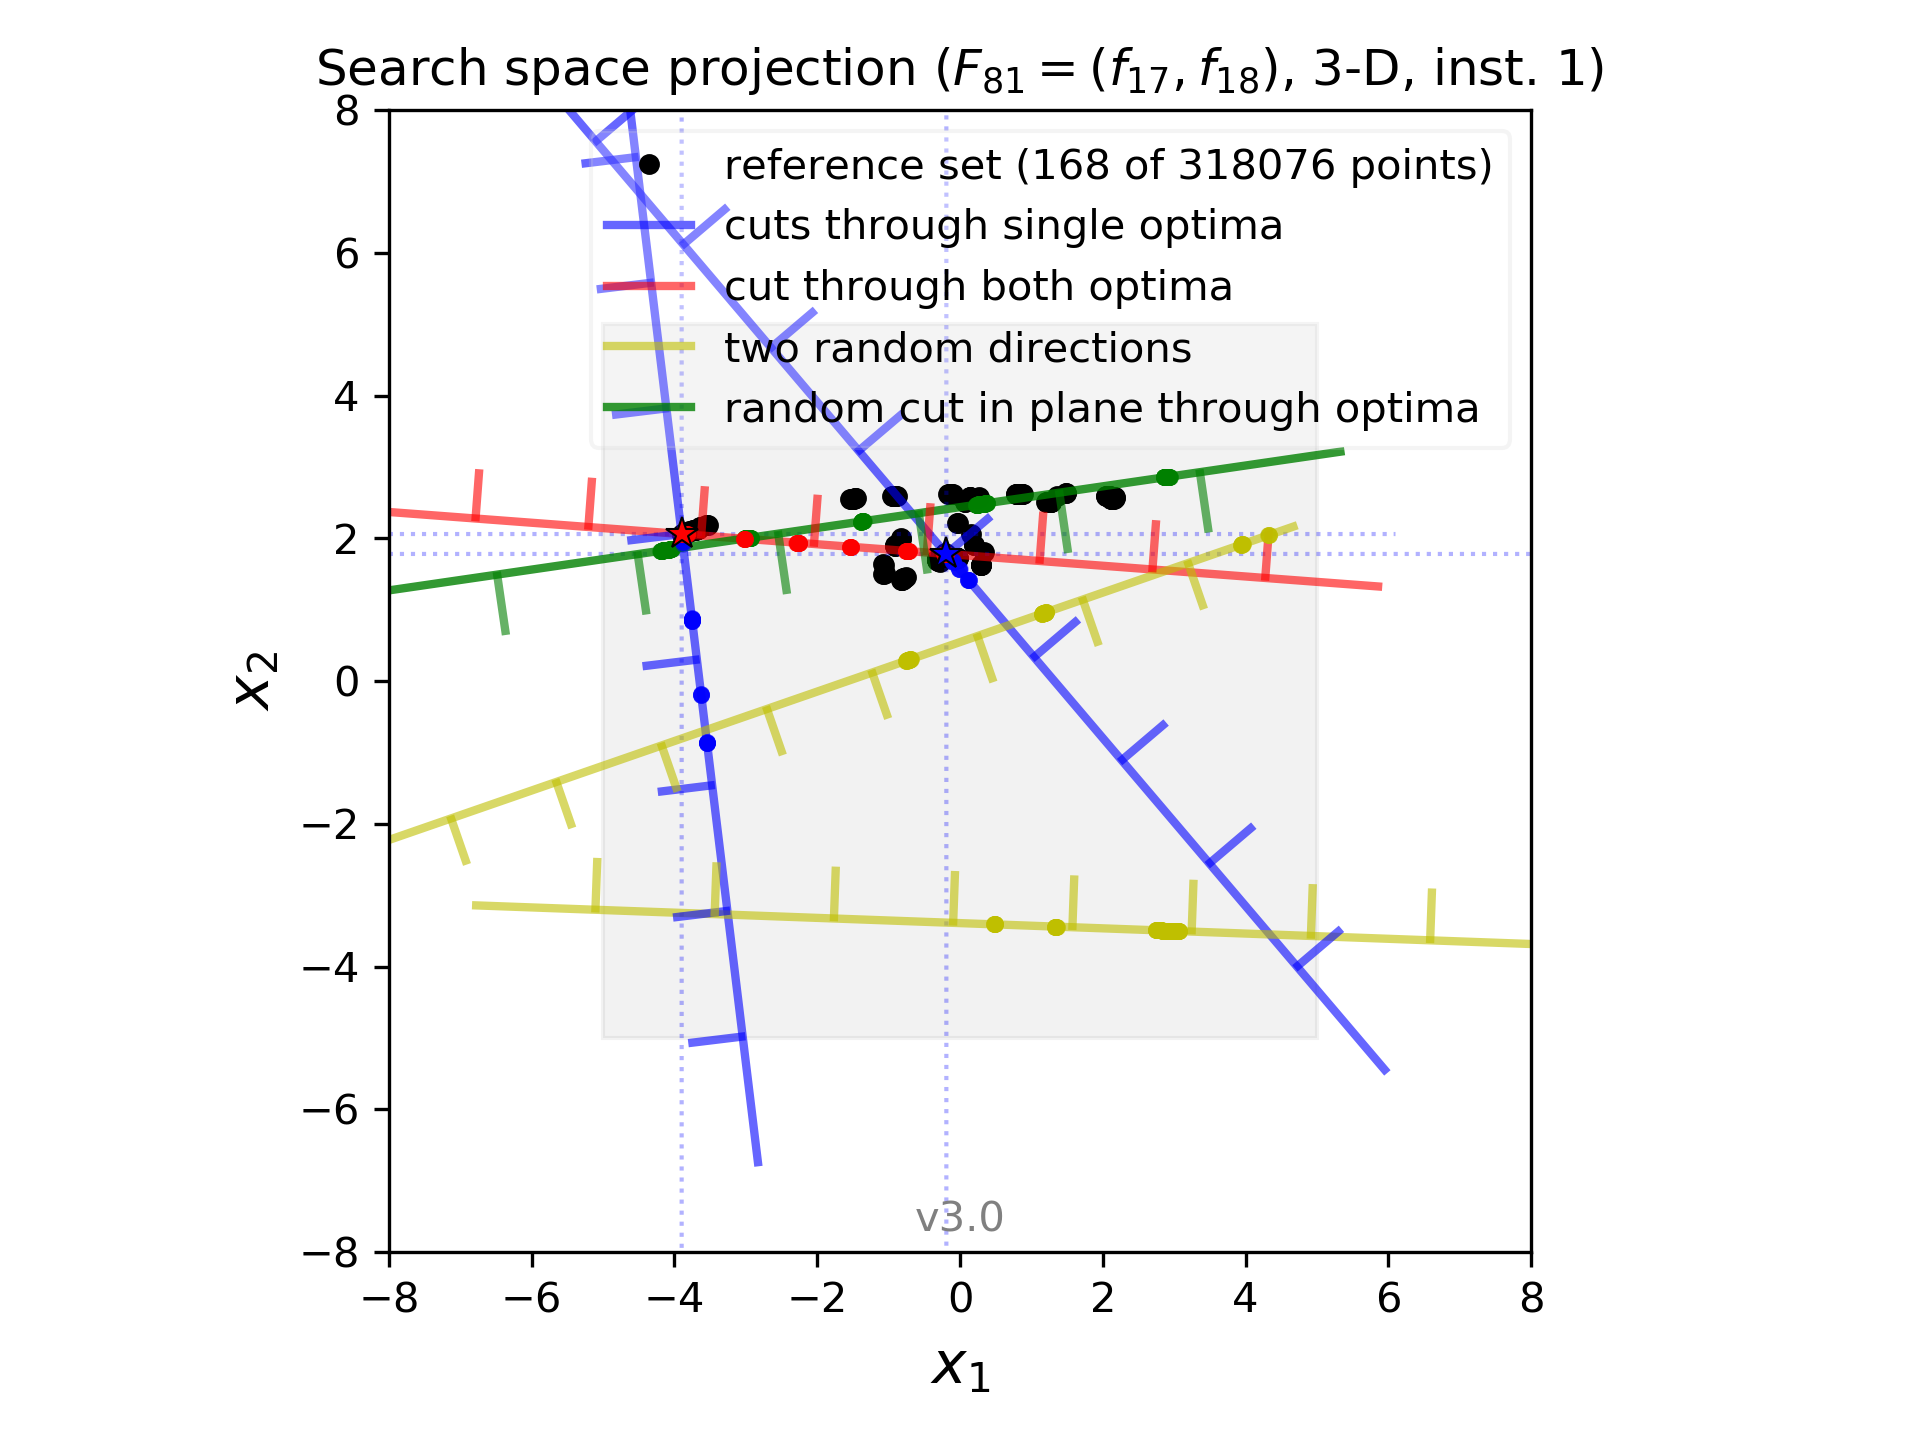 Search space projection (F₈₁ = (f₁₇, f₁₈), 3-D, inst. 1)
reference set (168 of 318076 points)
cuts through single optima
cut through both optima
two random directions
random cut in plane through optima
8
6
4
2
0
−2
−4
−6
−8
x₂
v3.0
−8 −6 −4 −2 0 2 4 6 8
x₁